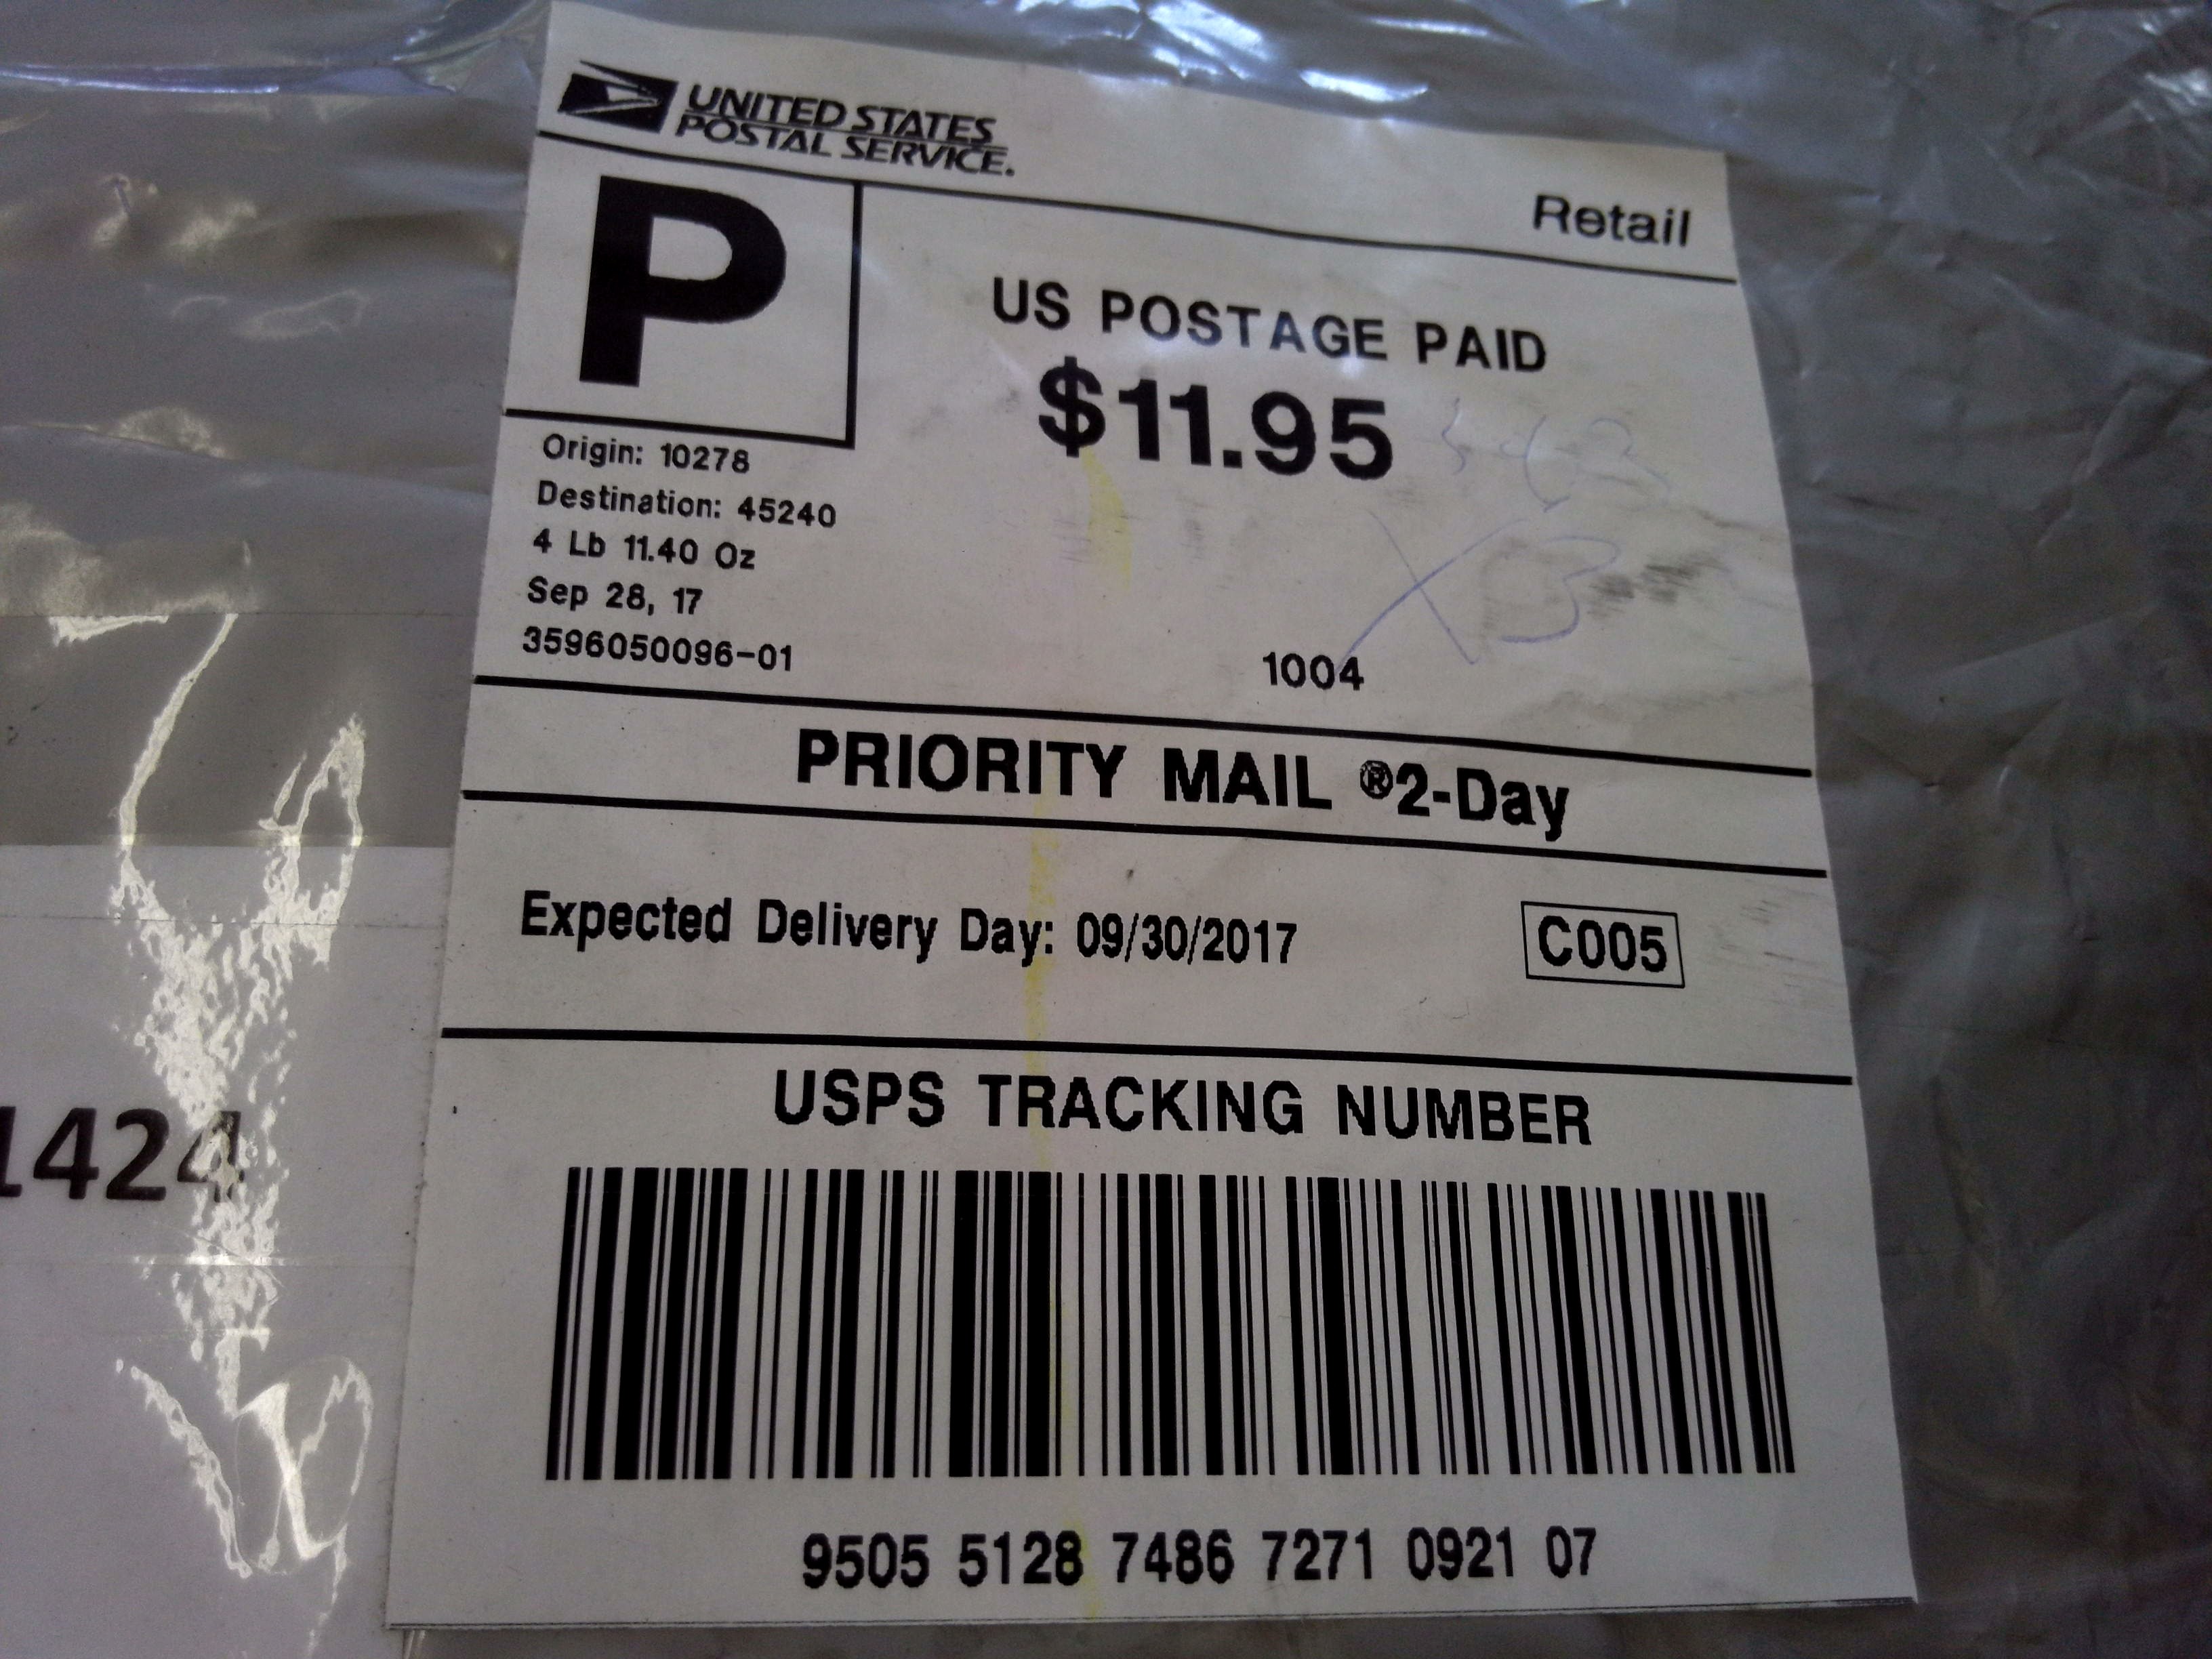 UNITED STATES
POSTAL SERVICE.
Retail
P
US POSTAGE PAID
$11.95
Origin: 10278
Destination: 45240
4 Lb 11.40 Oz
Sep 28, 17
3596050096-01
X3
1004
PRIORITY MAIL ®2-Day
Expected Delivery Day: 09/30/2017
C005
USPS TRACKING NUMBER
9505 5128 7486 7271 0921 07
1424